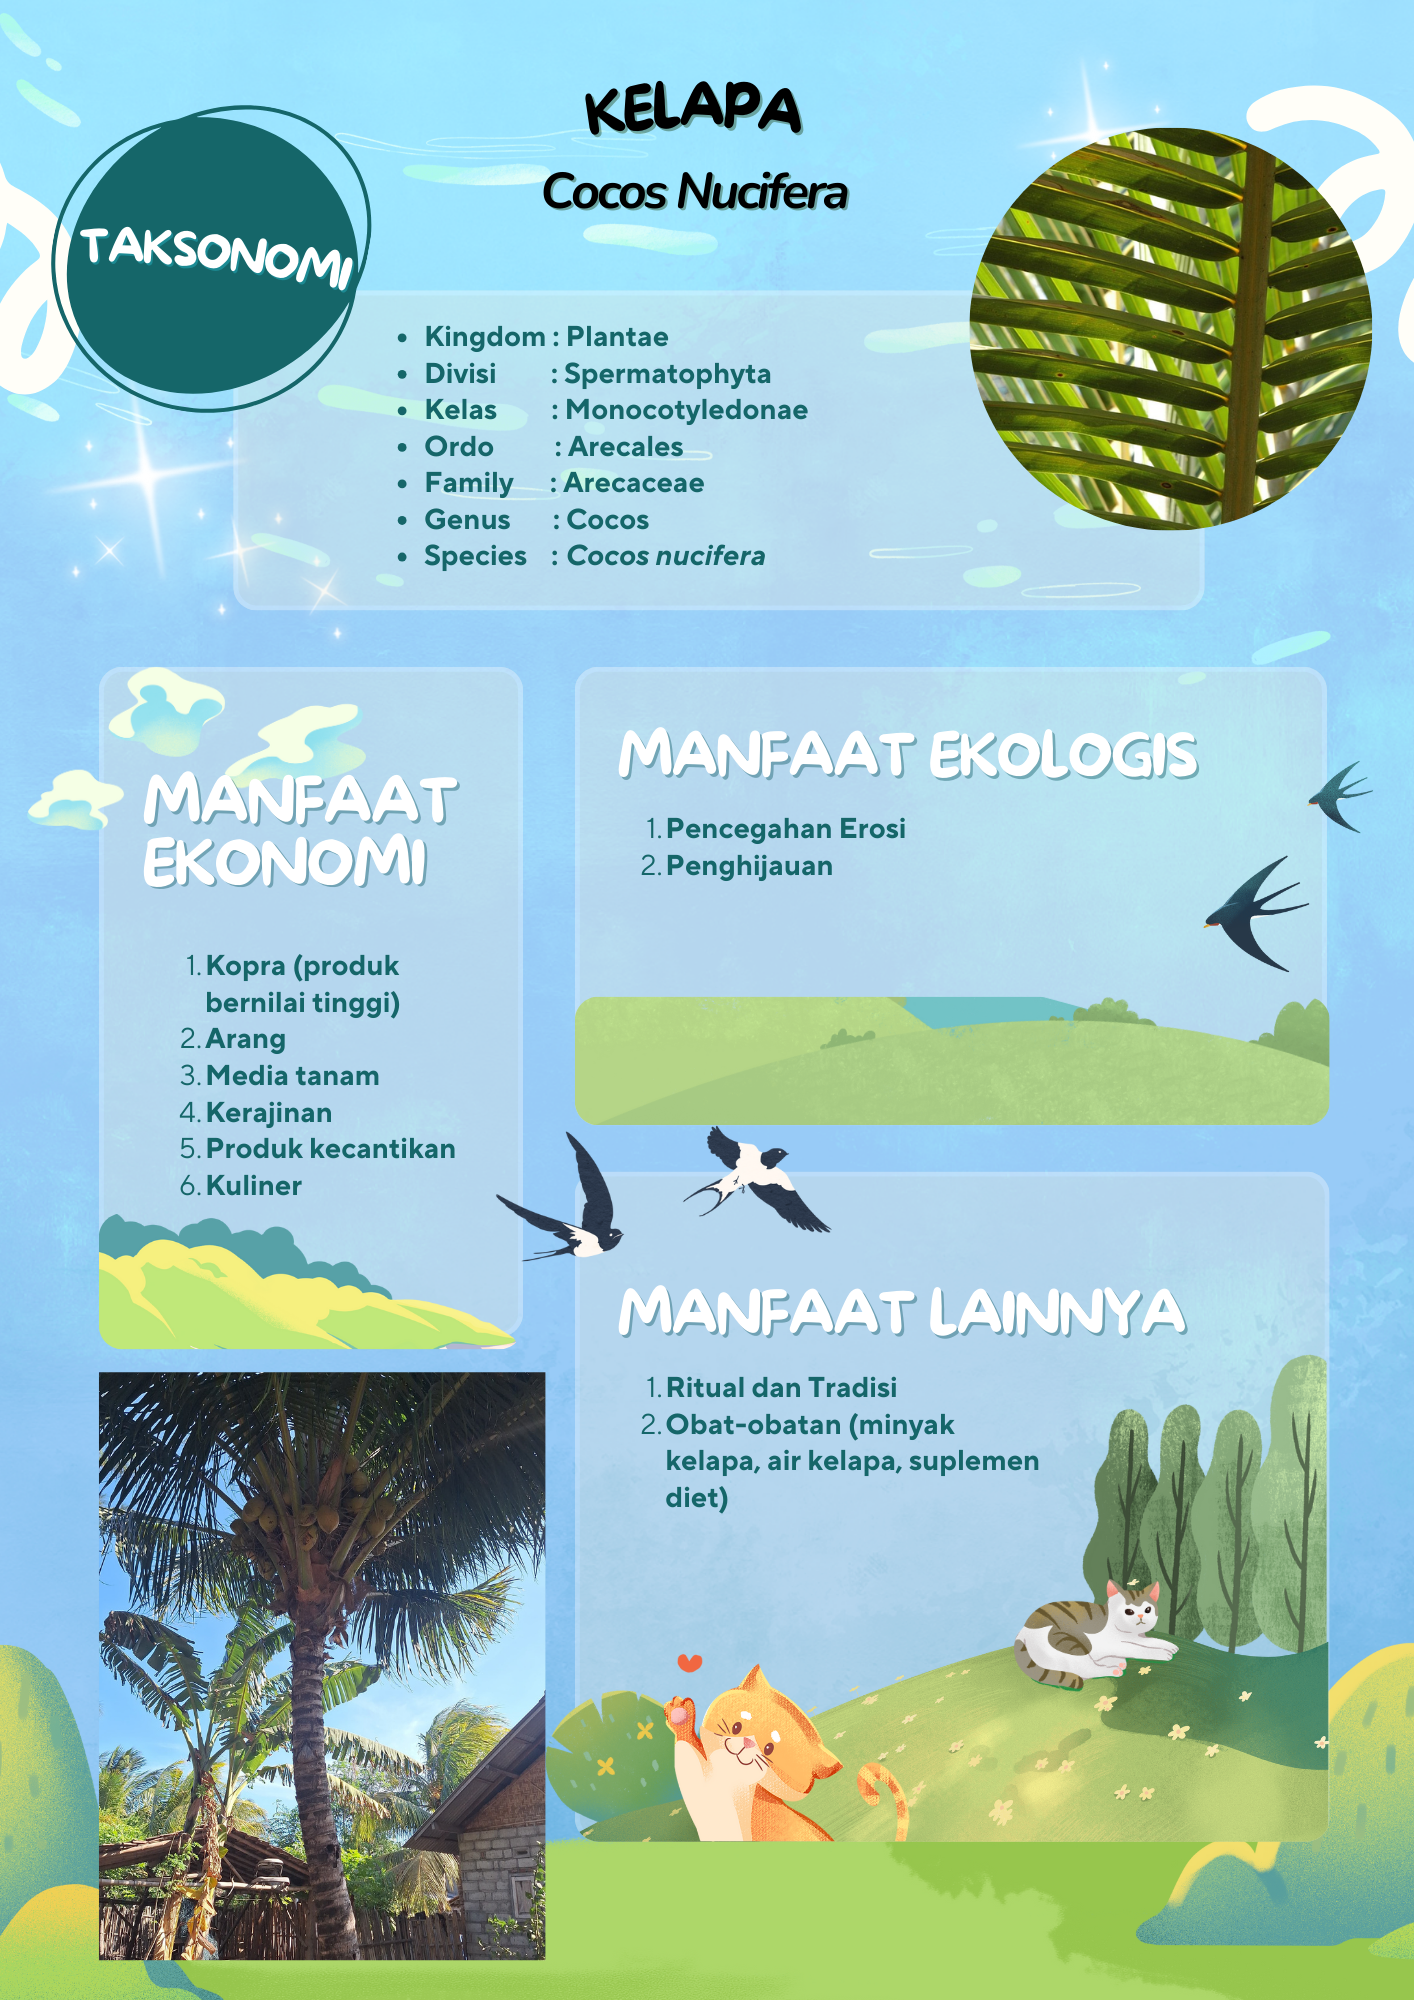 KELAPA
Cocos Nucifera
TAKSONOMI
• Kingdom : Plantae
• Divisi : Spermatophyta
• Kelas : Monocotyledonae
• Ordo : Arecales
• Family : Arecaceae
• Genus : Cocos
• Species : Cocos nucifera
MANFAAT
EKONOMI
1. Kopra (produk
bernilai tinggi)
2. Arang
3. Media tanam
4. Kerajinan
5. Produk kecantikan
6. Kuliner
MANFAAT EKOLOGIS
1. Pencegahan Erosi
2. Penghijauan
MANFAAT LAINNYA
1. Ritual dan Tradisi
2. Obat-obatan (minyak
kelapa, air kelapa, suplemen
diet)